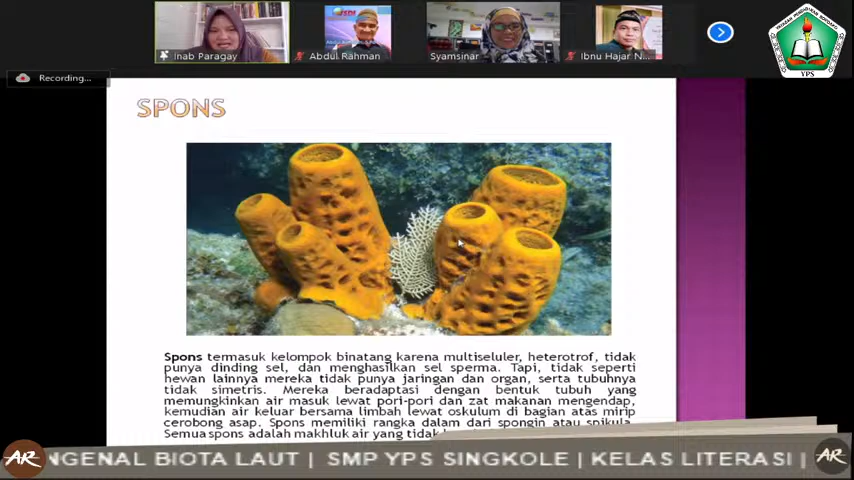 Inab Paragay
Abdul Rahman
Syamsinar
Ibnu Hajar N...
YPS
Recording...
SPONS
Spons termasuk kelompok binatang karena multiseluler, heterotrof, tidak
punya dinding sel, dan menghasilkan sel sperma. Tapi, tidak seperti
hewan lainnya mereka tidak punya jaringan dan organ, serta tubuhnya
tidak simetris. Mereka beradaptasi dengan bentuk tubuh yang
memungkinkan air masuk lewat pori-pori dan zat makanan mengendap,
kemudian air keluar bersama limbah lewat oskulum di bagian atas mirip
cerobong asap. Spons memiliki rangka dalam dari spongin atau spikula.
Semua spons adalah makhluk air yang tidak
AR
NGENAL BIOTA LAUT | SMP YPS SINGKOLE | KELAS LITERASI |
AR